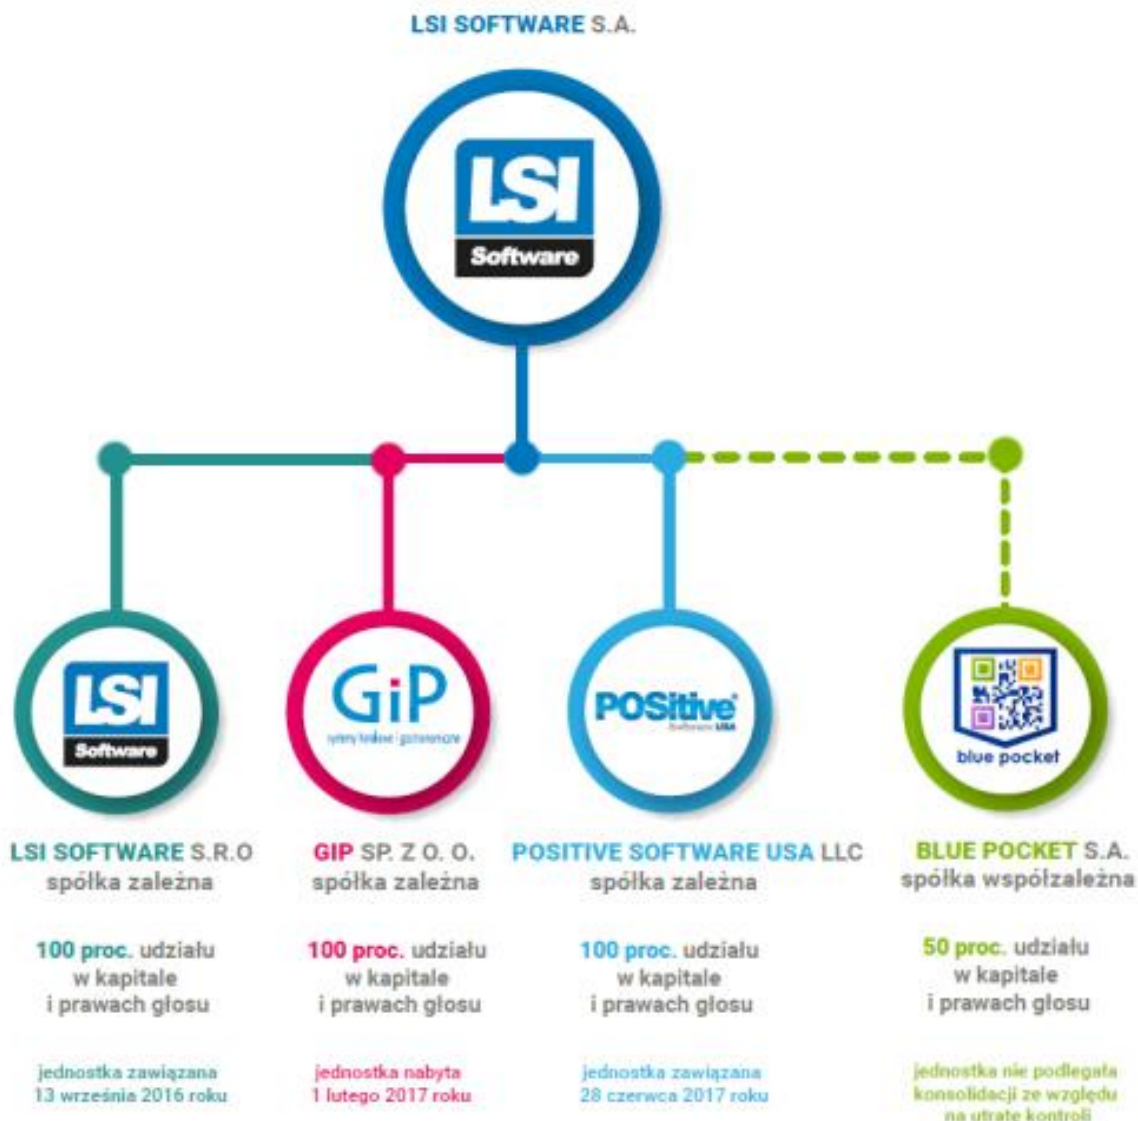 LSI SOFTWARE S.A.
LSI
Software
LSI
Software
GiP
POSitive
Software USA
blue pocket
LSI SOFTWARE S.R.O
spółka zależna
100 proc. udziału
w kapitale
i prawach głosu
jednostka zawiązana
13 września 2016 roku
GIP SP. Z O. O.
spółka zależna
100 proc. udziału
w kapitale
i prawach głosu
jednostka nabyta
1 lutego 2017 roku
POSITIVE SOFTWARE USA LLC
spółka zależna
100 proc. udziału
w kapitale
i prawach głosu
jednostka zawiązana
28 czerwca 2017 roku
BLUE POCKET S.A.
spółka współzależna
50 proc. udziału
w kapitale
i prawach głosu
jednostka nie podlegała
konsolidacji ze względu
na utratę kontroli